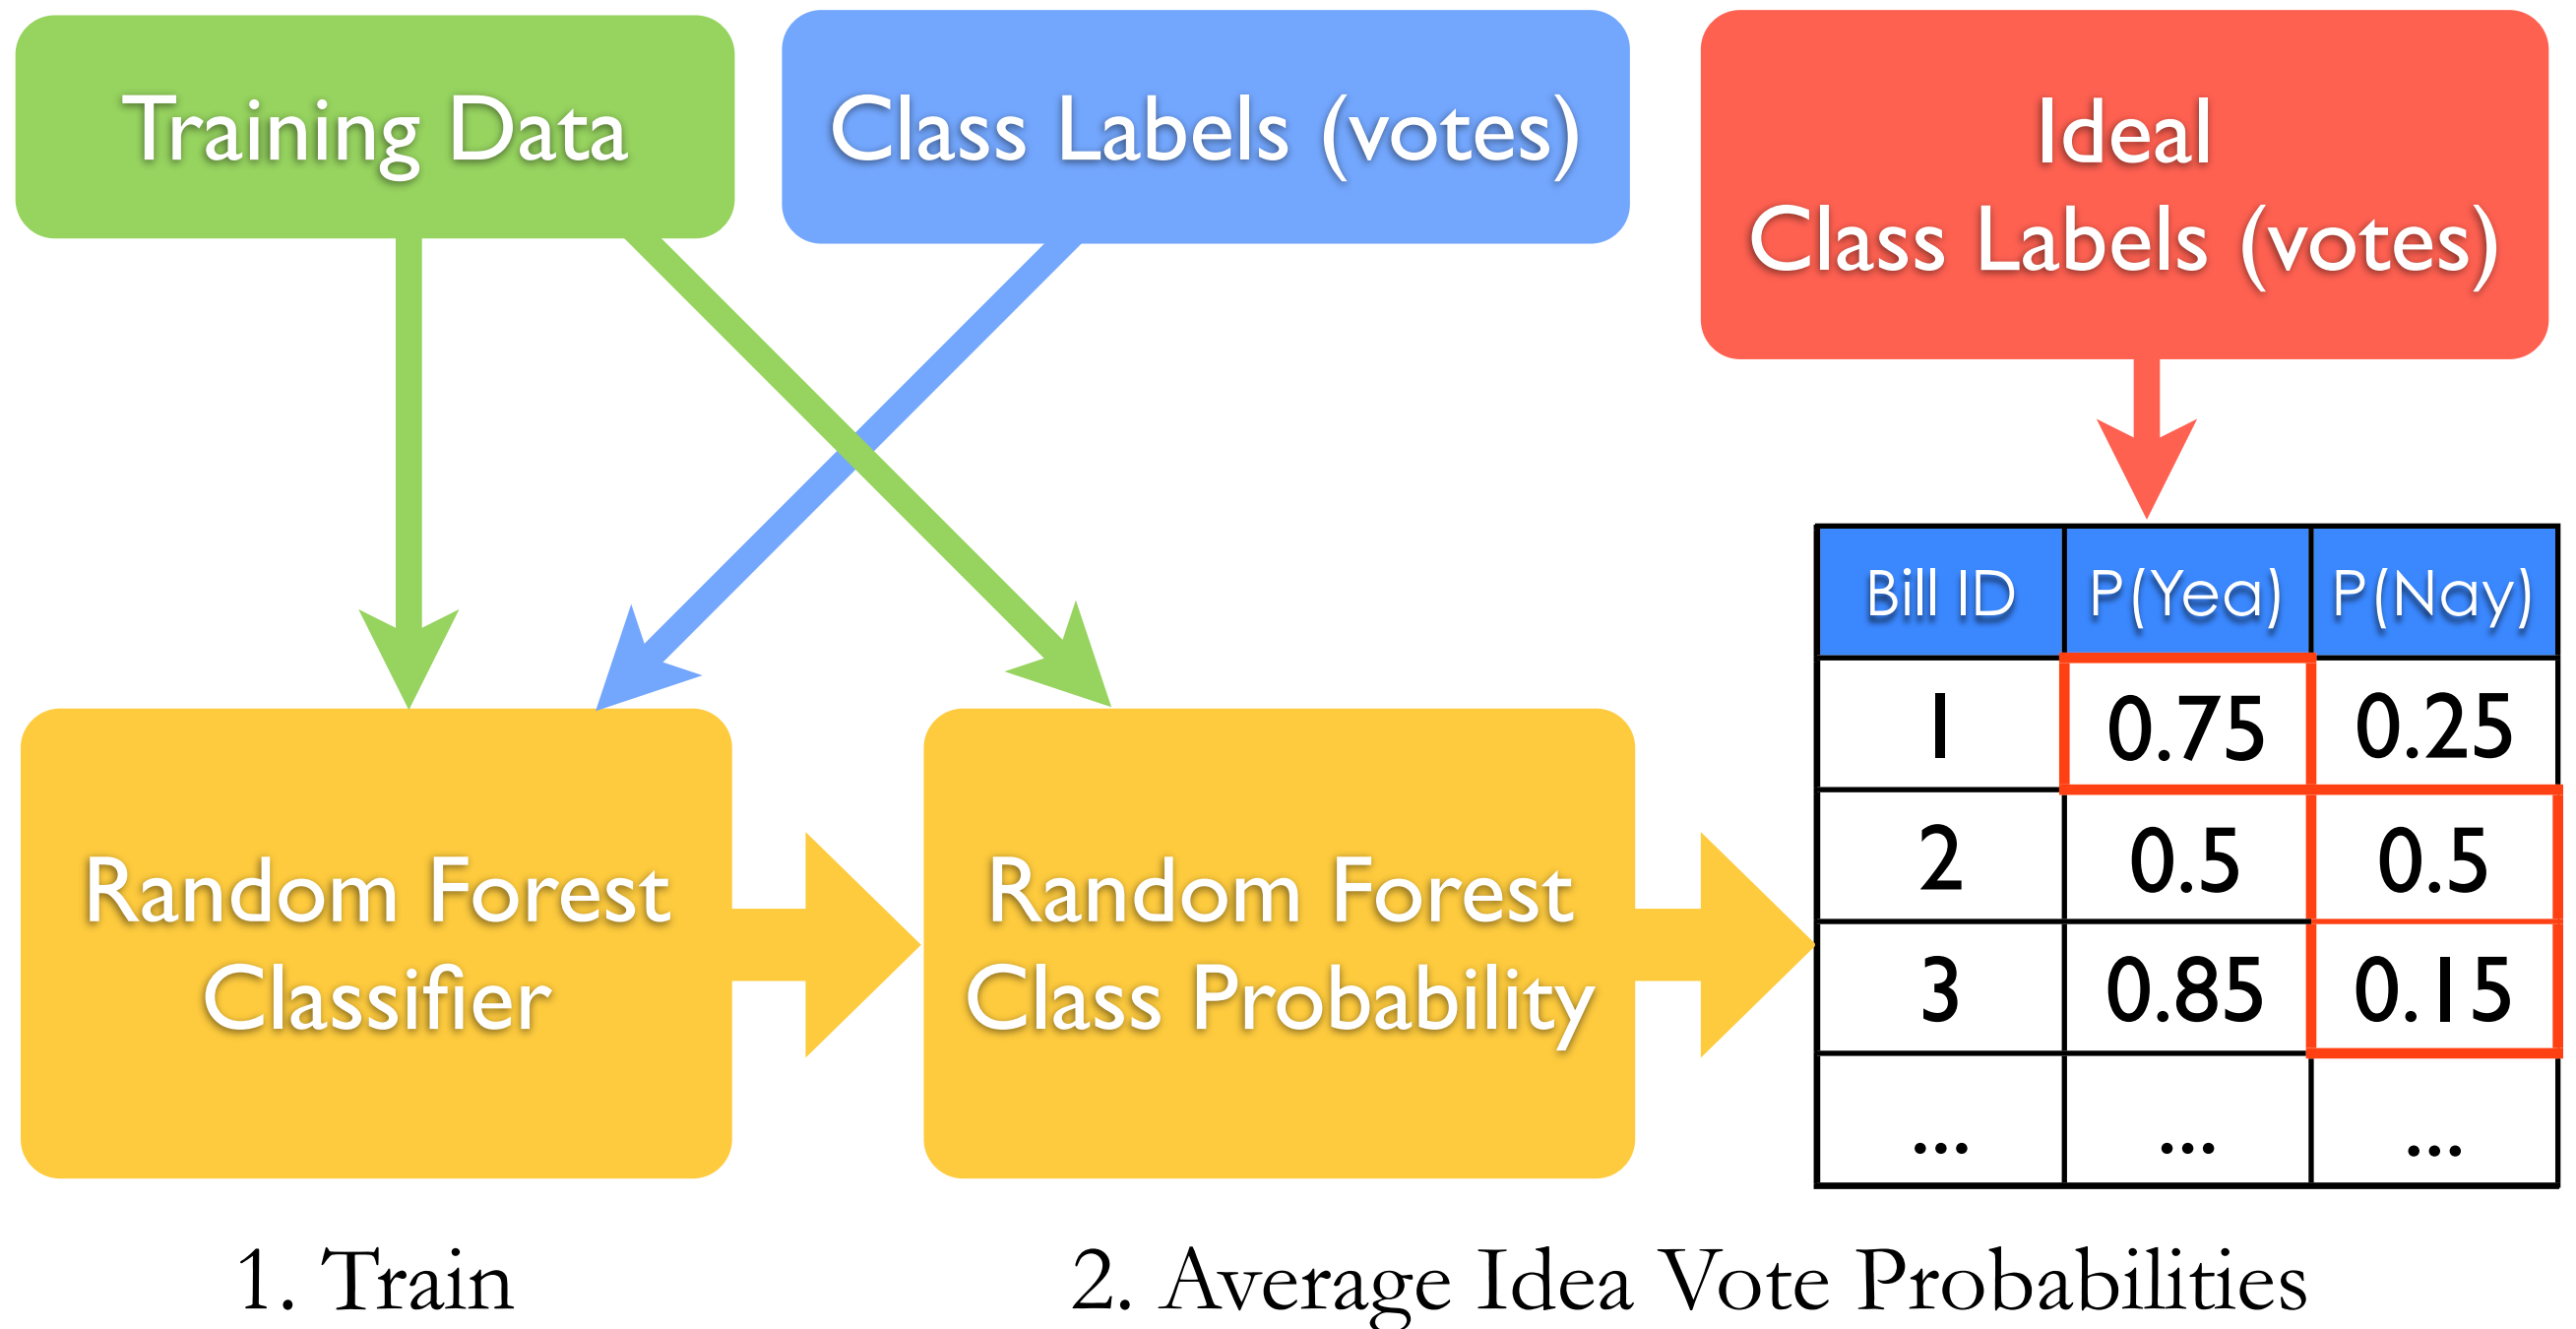 Training Data
Class Labels (votes)
Ideal
Class Labels (votes)
Random Forest
Classifier
Random Forest
Class Probability
Bill ID P(Yea) P(Nay)
1 0.75 0.25
2 0.5 0.5
3 0.85 0.15
... ... ...
1. Train
2. Average Idea Vote Probabilities